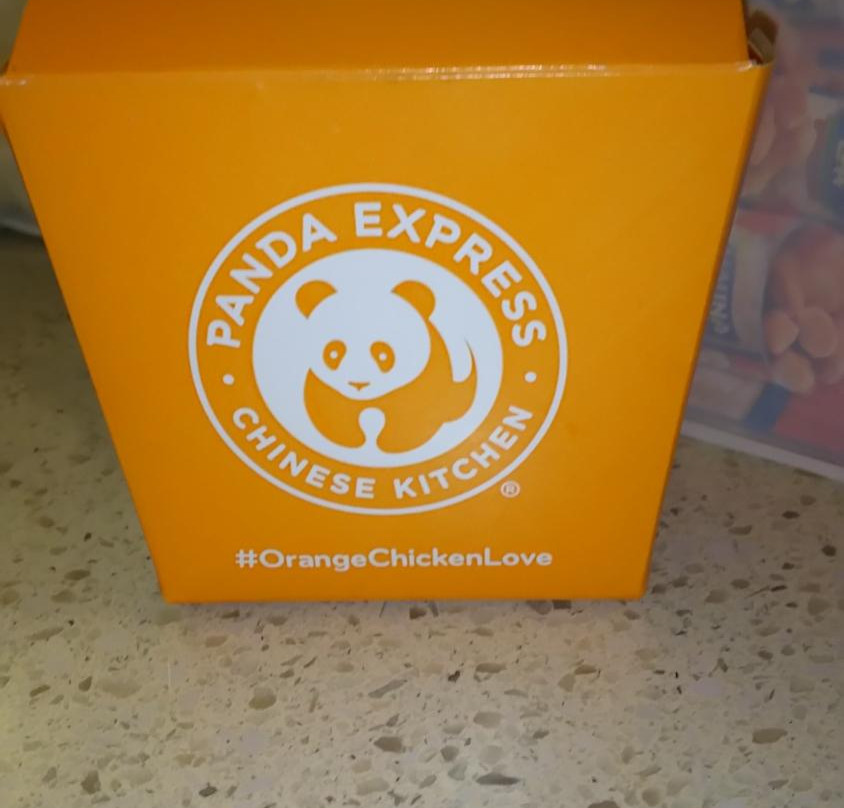 PANDA EXPRESS
CHINESE KITCHEN
®
#OrangeChickenLove